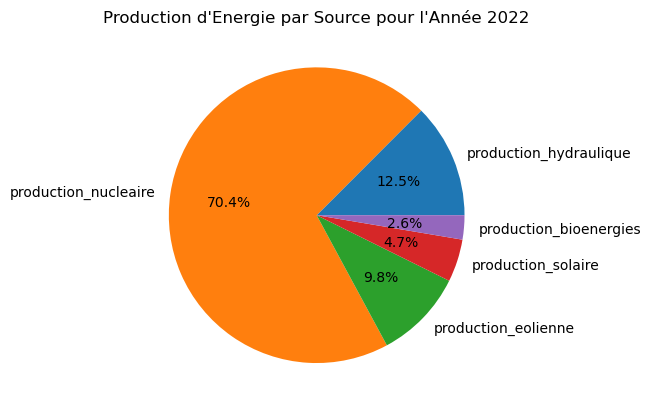 Production d'Energie par Source pour l'Année 2022
production_hydraulique
12.5%
production_nucleaire
70.4%
2.6%
production_bioenergies
4.7%
production_solaire
9.8%
production_eolienne